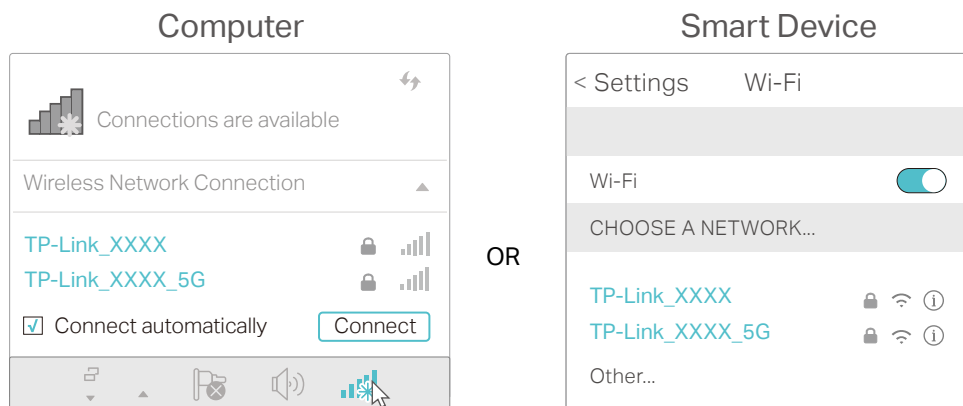 Computer
Connections are available
Wireless Network Connection
TP-Link_XXXX
TP-Link_XXXX_5G
Connect automatically
Connect
OR
Smart Device
< Settings Wi-Fi
Wi-Fi
CHOOSE A NETWORK...
TP-Link_XXXX
TP-Link_XXXX_5G
Other...